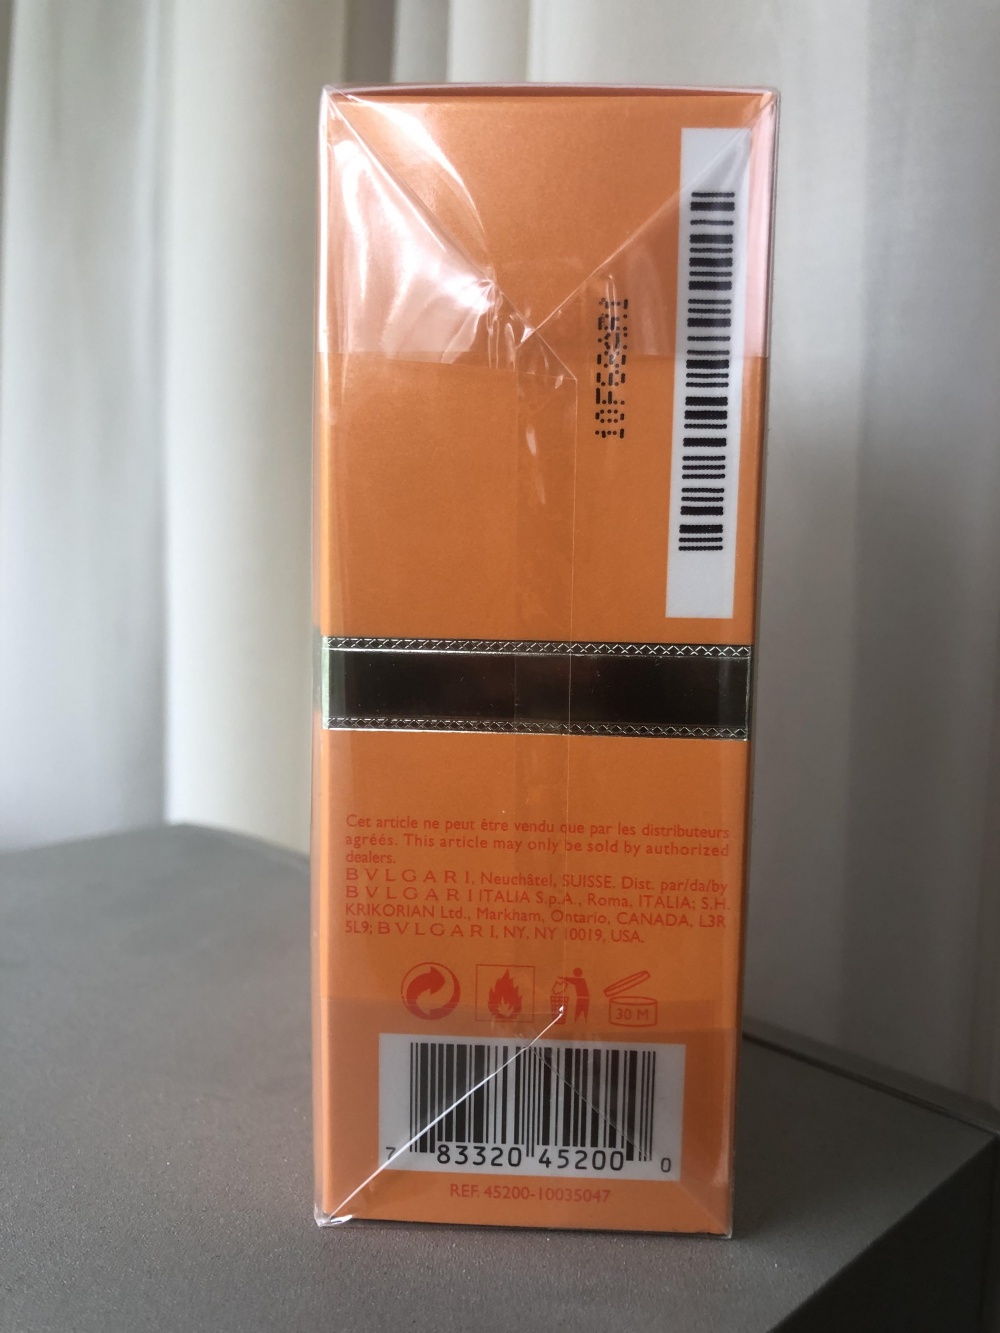 Cet article ne peut être vendu que par les distributeurs
agréés. This article may only be sold by authorized
dealers.
BVLGARI, Neuchâtel, SUISSE. Dist. par/da/by
BVLGARI ITALIA S.p.A., Roma, ITALIA; S.H.
KRIKORIAN Ltd., Markham, Ontario, CANADA, L3R
5L9; BVLGARI, NY, NY 10019, USA.
30 M
7 83320 45200 0
REF. 45200-10035047